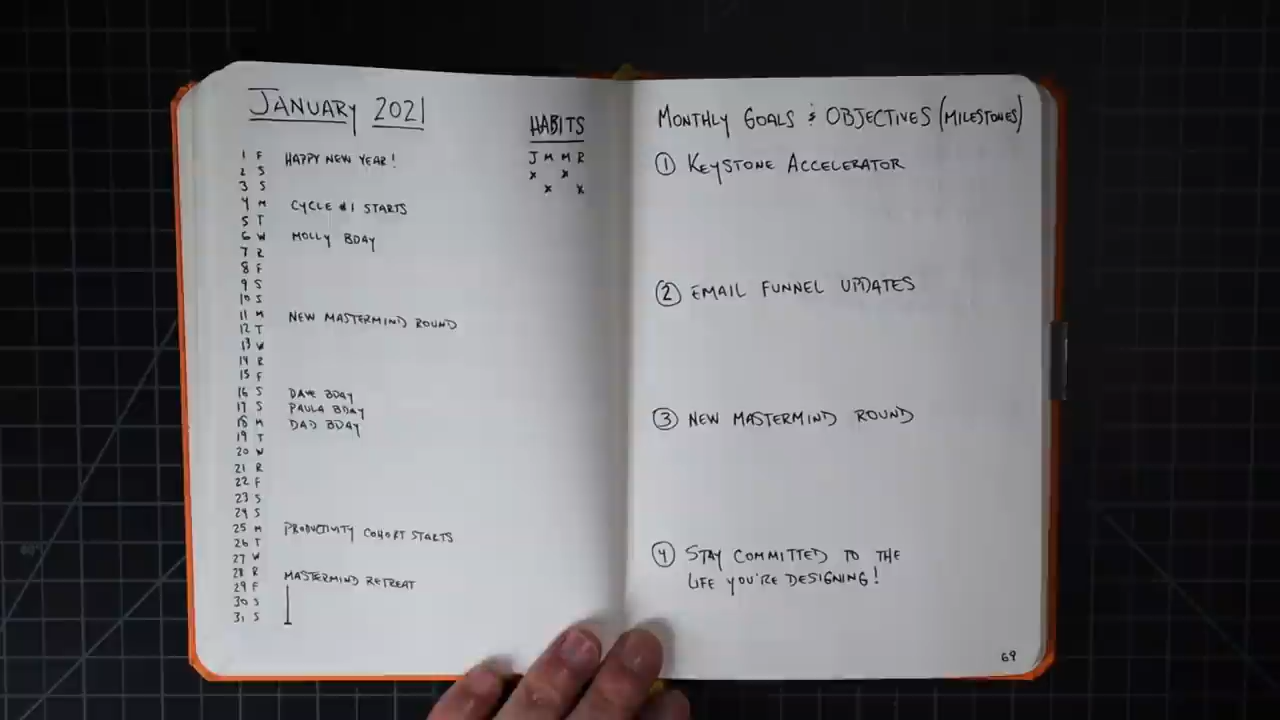 JANUARY 2021
HABITS
J M M R
x x
x x
1 F HAPPY NEW YEAR!
2 S
3 S
4 M CYCLE #1 STARTS
5 T
6 W MOLLY BDAY
7 R
8 F
9 S
10 S
11 M NEW MASTERMIND ROUND
12 T
13 W
14 R
15 F
16 S DAVE BDAY
17 S PAULA BDAY
18 M DAD BDAY
19 T
20 W
21 R
22 F
23 S
24 S
25 M PRODUCTIVITY COHORT STARTS
26 T
27 W
28 R MASTERMIND RETREAT
29 F
30 S
31 S
MONTHLY GOALS & OBJECTIVES (MILESTONES)
1 KEYSTONE ACCELERATOR
2 EMAIL FUNNEL UPDATES
3 NEW MASTERMIND ROUND
4 STAY COMMITTED TO THE
LIFE YOU'RE DESIGNING!
69